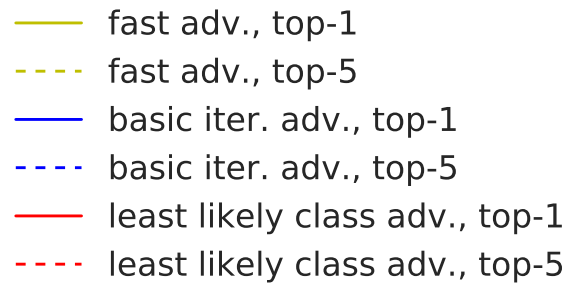 fast adv., top-1
fast adv., top-5
basic iter. adv., top-1
basic iter. adv., top-5
least likely class adv., top-1
least likely class adv., top-5